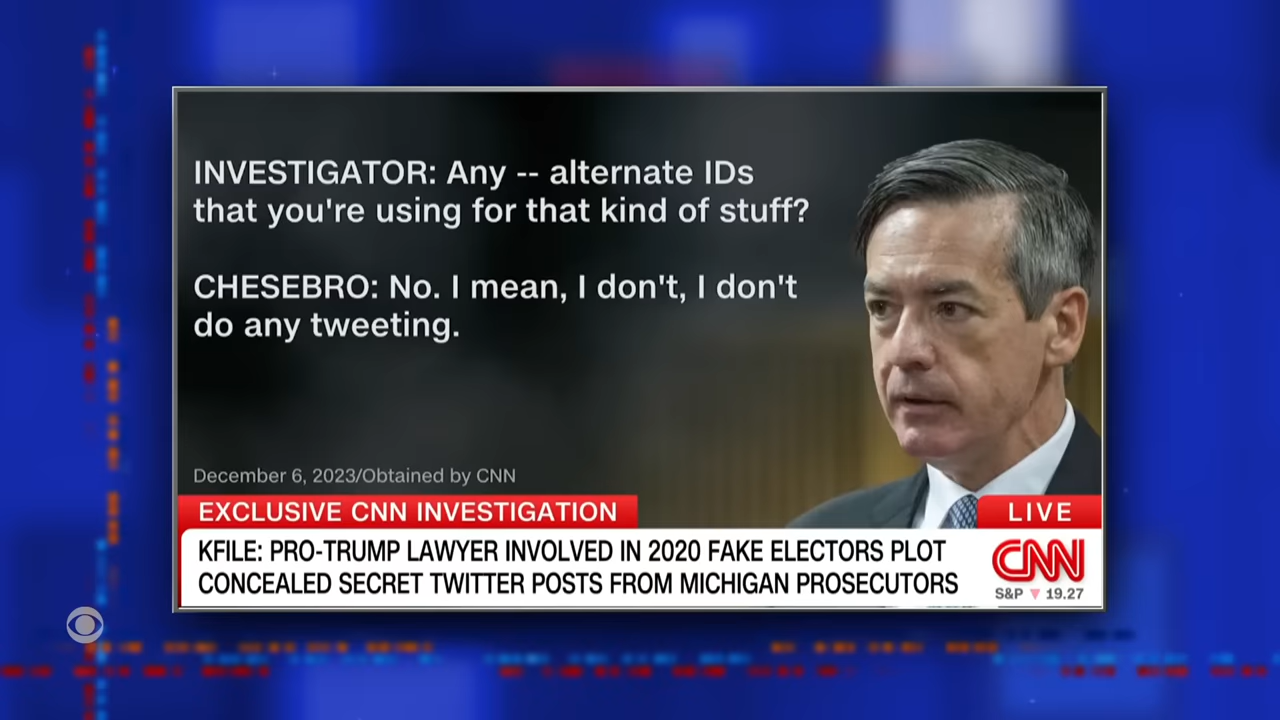 INVESTIGATOR: Any -- alternate IDs
that you're using for that kind of stuff?
CHESEBRO: No. I mean, I don't, I don't
do any tweeting.
December 6, 2023/Obtained by CNN
EXCLUSIVE CNN INVESTIGATION
LIVE
KFILE: PRO-TRUMP LAWYER INVOLVED IN 2020 FAKE ELECTORS PLOT
CONCEALED SECRET TWITTER POSTS FROM MICHIGAN PROSECUTORS
CNN
S&P ▼ 19.27